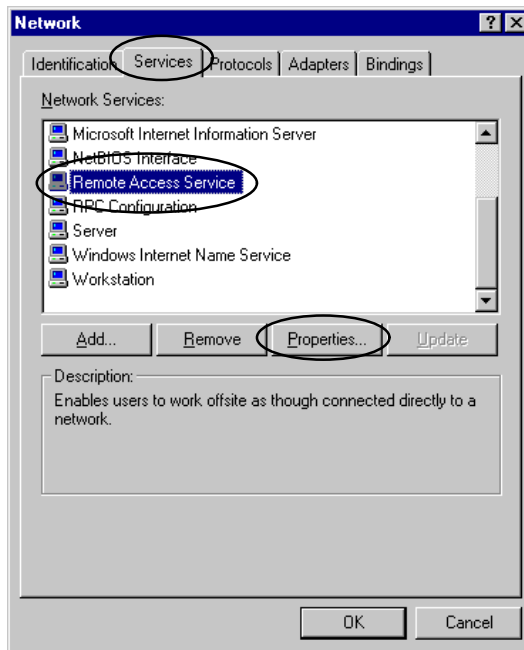 Network
Identification Services Protocols Adapters Bindings
Network Services:
Microsoft Internet Information Server
NetBIOS Interface
Remote Access Service
RPC Configuration
Server
Windows Internet Name Service
Workstation
Add... Remove Properties... Update
Description:
Enables users to work offsite as though connected directly to a
network.
OK Cancel